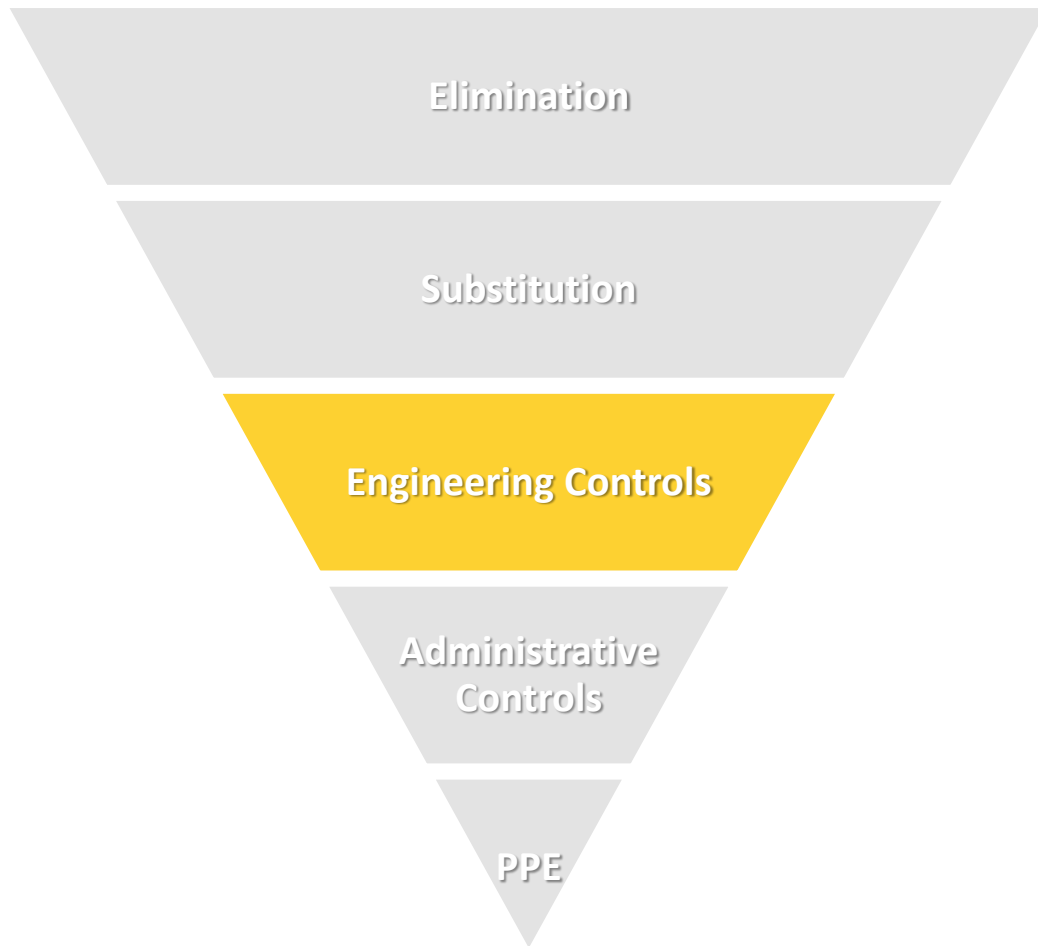 Elimination
Substitution
Engineering Controls
Administrative
Controls
PPE